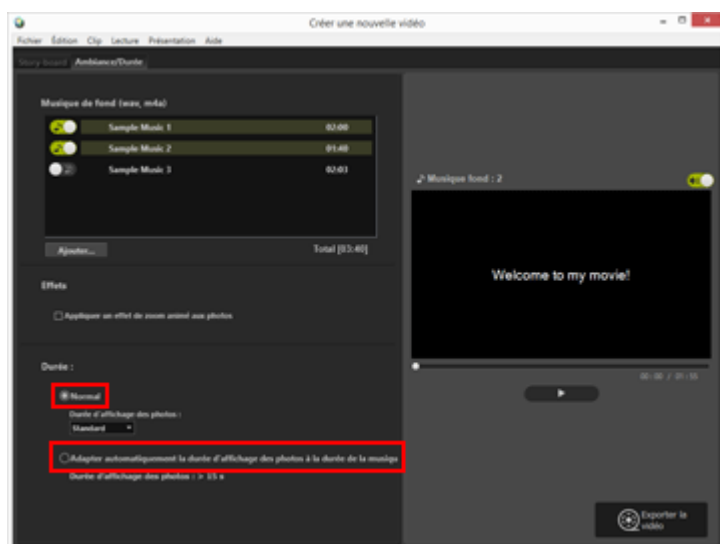 Créer une nouvelle vidéo
Fichier Édition Clip Lecture Présentation Aide
Story-board Ambiance/Durée
Musique de fond (wav, m4a)
Sample Music 1 02:00
Sample Music 2 01:40
Sample Music 3 02:03
Ajouter... Total [03:40]
Musique fond : 2
Welcome to my movie!
Effets
Appliquer un effet de zoom animé aux photos
Durée :
00:00 / 01:35
Normal
Durée d'affichage des photos :
Standard
Adapter automatiquement la durée d'affichage des photos à la durée de la musiqu
Durée d'affichage des photos : > 15 s
Exporter la
vidéo